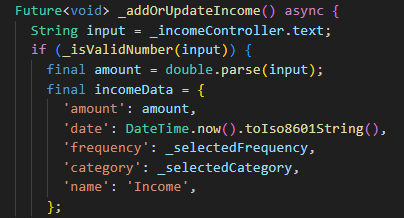 Future<void> _addOrUpdateIncome() async {
String input = _incomeController.text;
if (_isValidNumber(input)) {
final amount = double.parse(input);
final incomeData = {
'amount': amount,
'date': DateTime.now().toIso8601String(),
'frequency': _selectedFrequency,
'category': _selectedCategory,
'name': 'Income',
};